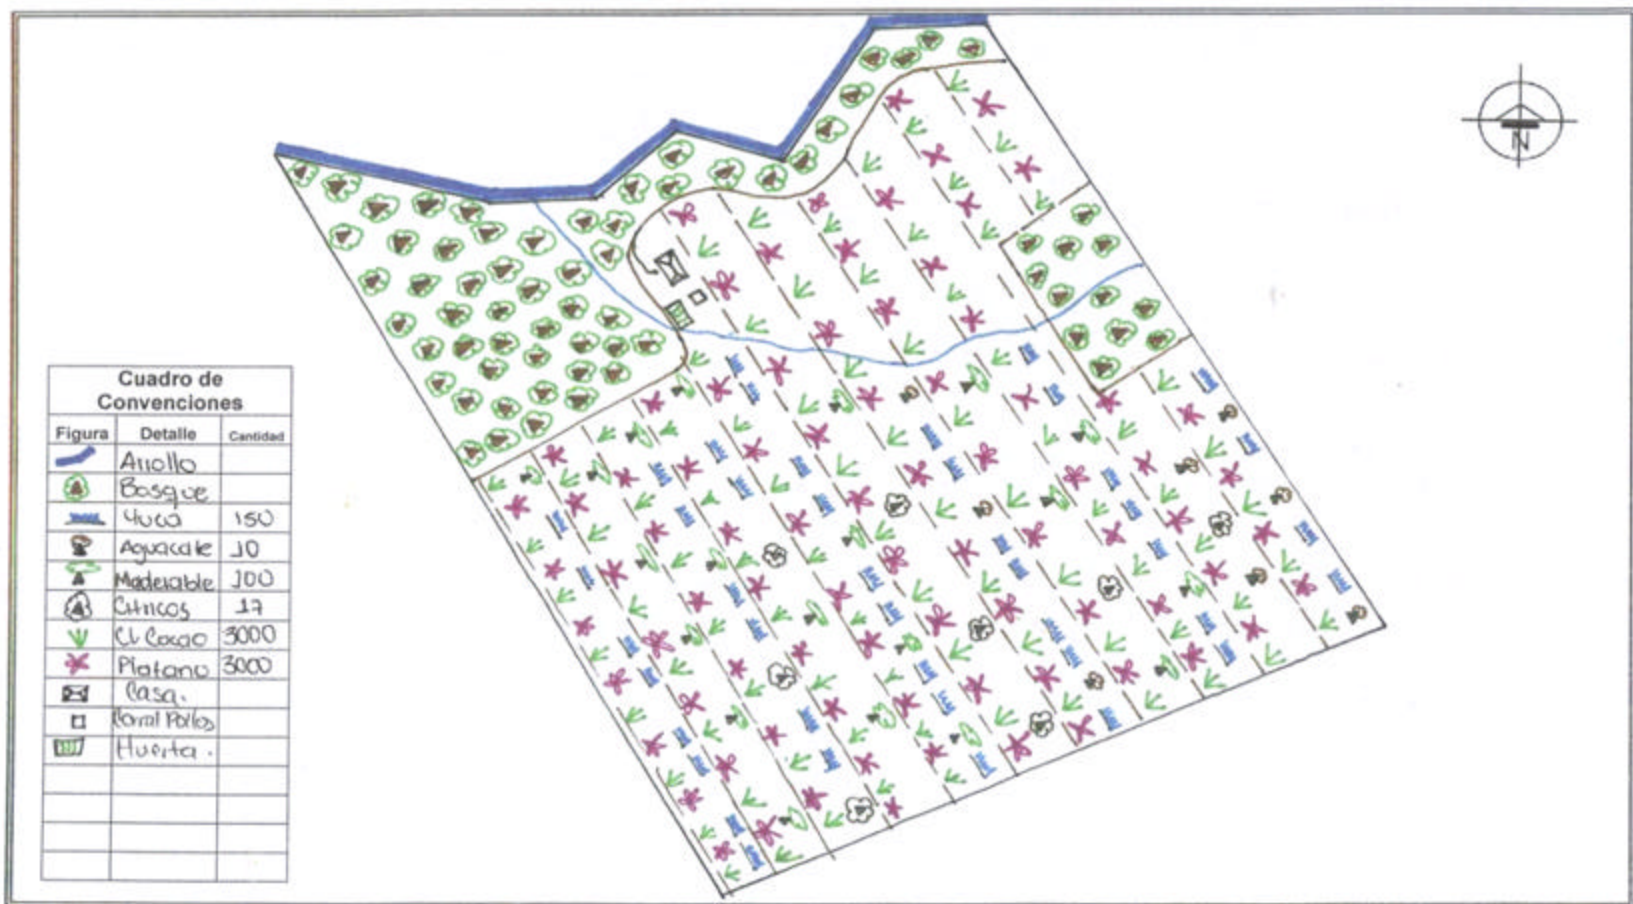 N
Cuadro de
Convenciones
Figura Detalle Cantidad
Arrollo
Bosque
Yuca 150
Aguacate 10
Maderable 100
Citricos 17
CL Cacao 3000
Platano 3000
Casa.
Corral Pollos
Huerta.